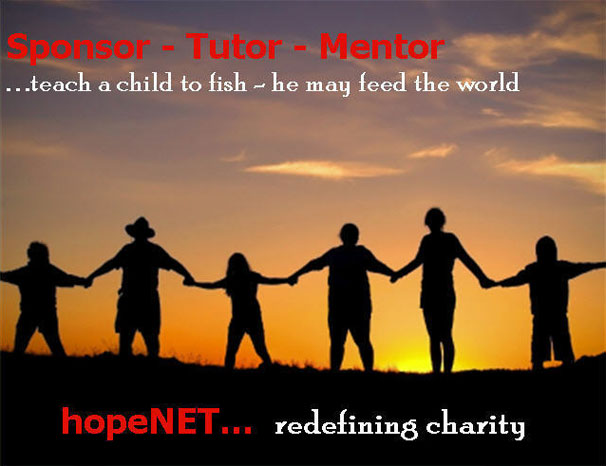 Sponsor - Tutor - Mentor
...teach a child to fish ~ he may feed the world
hopeNET... redefining charity